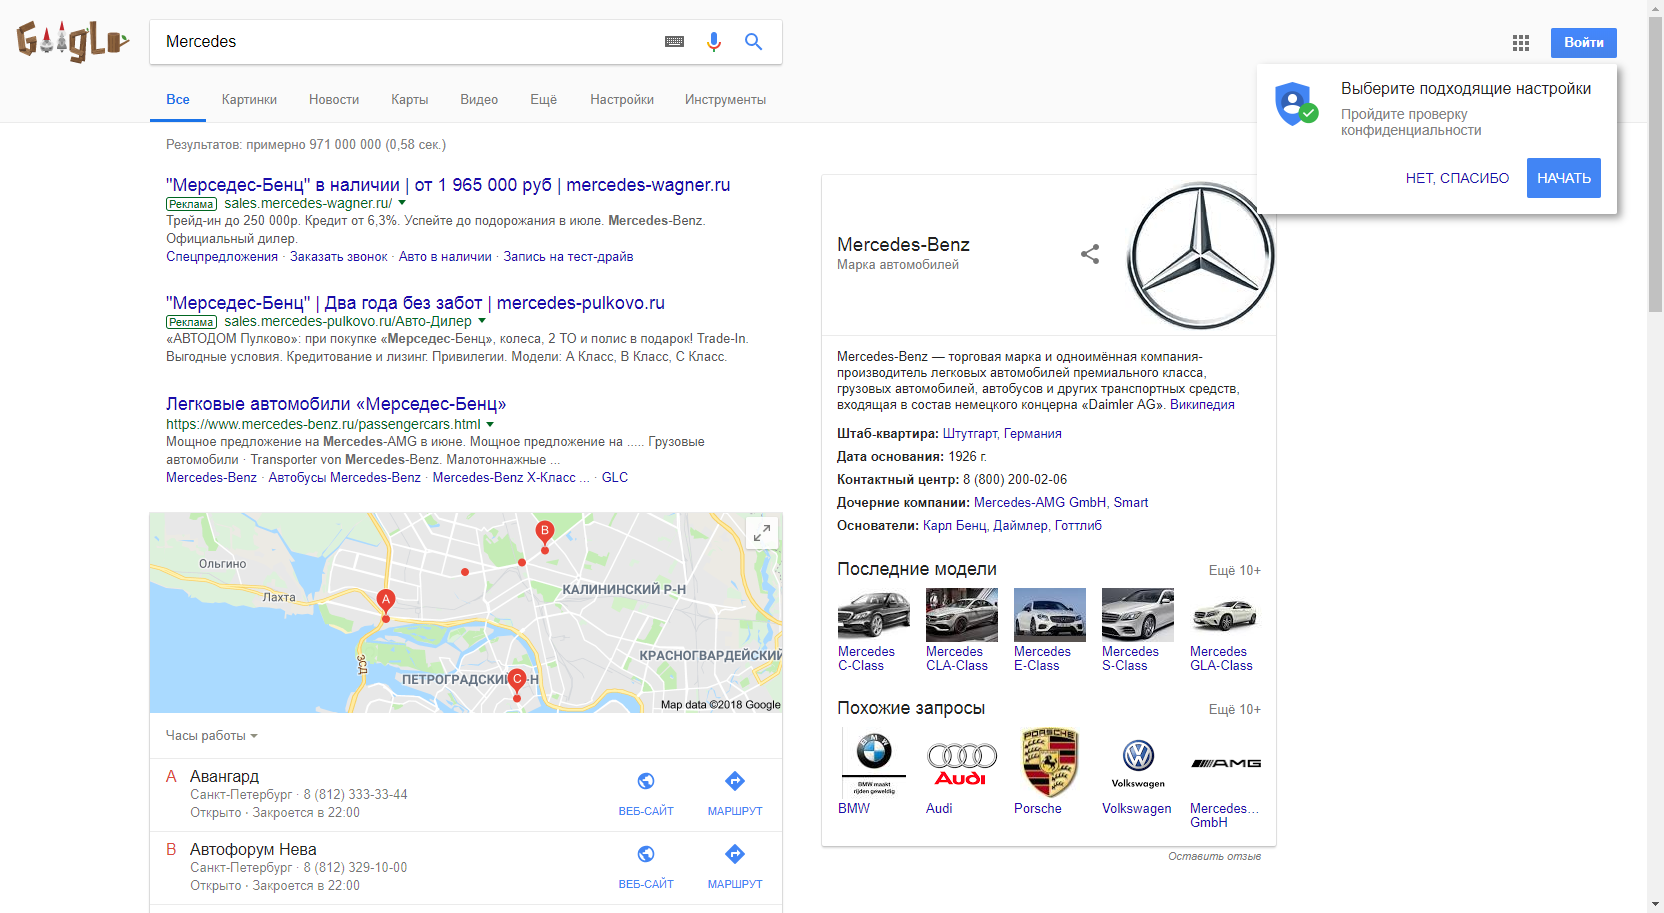 Mercedes
Войти
Все Картинки Новости Карты Видео Ещё Настройки Инструменты
Выберите подходящие настройки
Пройдите проверку
конфиденциальности
НЕТ, СПАСИБО НАЧАТЬ
Результатов: примерно 971 000 000 (0,58 сек.)
"Мерседес-Бенц" в наличии | от 1 965 000 руб | mercedes-wagner.ru
Реклама sales.mercedes-wagner.ru/
Трейд-ин до 250 000р. Кредит от 6,3%. Успейте до подорожания в июле. Mercedes-Benz.
Официальный дилер.
Спецпредложения · Заказать звонок · Авто в наличии · Запись на тест-драйв
"Мерседес-Бенц" | Два года без забот | mercedes-pulkovo.ru
Реклама sales.mercedes-pulkovo.ru/Авто-Дилер
«АВТОДОМ Пулково»: при покупке «Мерседес-Бенц», колеса, 2 ТО и полис в подарок! Trade-In.
Выгодные условия. Кредитование и лизинг. Привилегии. Модели: A Класс, B Класс, C Класс.
Легковые автомобили «Мерседес-Бенц»
https://www.mercedes-benz.ru/passengercars.html
Мощное предложение на Mercedes-AMG в июне. Мощное предложение на ..... Грузовые
автомобили · Transporter von Mercedes-Benz. Малотоннажные ...
Mercedes-Benz · Автобусы Mercedes-Benz · Mercedes-Benz X-Класс ... · GLC
Ольгино
Лахта
A
B
C
КАЛИНИНСКИЙ Р-Н
КРАСНОГВАРДЕЙСКИЙ
ЗСД
ПЕТРОГРАДСКИЙ Р-Н
Map data ©2018 Google
Часы работы
A Авангард
Санкт-Петербург · 8 (812) 333-33-44
Открыто · Закроется в 22:00
ВЕБ-САЙТ МАРШРУТ
B Автофорум Нева
Санкт-Петербург · 8 (812) 329-10-00
Открыто · Закроется в 22:00
ВЕБ-САЙТ МАРШРУТ
Mercedes-Benz
Марка автомобилей
Mercedes-Benz — торговая марка и одноимённая компания-
производитель легковых автомобилей премиального класса,
грузовых автомобилей, автобусов и других транспортных средств,
входящая в состав немецкого концерна «Daimler AG». Википедия
Штаб-квартира: Штутгарт, Германия
Дата основания: 1926 г.
Контактный центр: 8 (800) 200-02-06
Дочерние компании: Mercedes-AMG GmbH, Smart
Основатели: Карл Бенц, Даймлер, Готтлиб
Последние модели Ещё 10+
Mercedes C-Class
Mercedes CLA-Class
Mercedes E-Class
Mercedes S-Class
Mercedes GLA-Class
Похожие запросы Ещё 10+
BMW
BMW maakt
rijden geweldig
Audi
PORSCHE
Volkswagen
AMG
BMW
Audi
Porsche
Volkswagen
Mercedes...
GmbH
Оставить отзыв